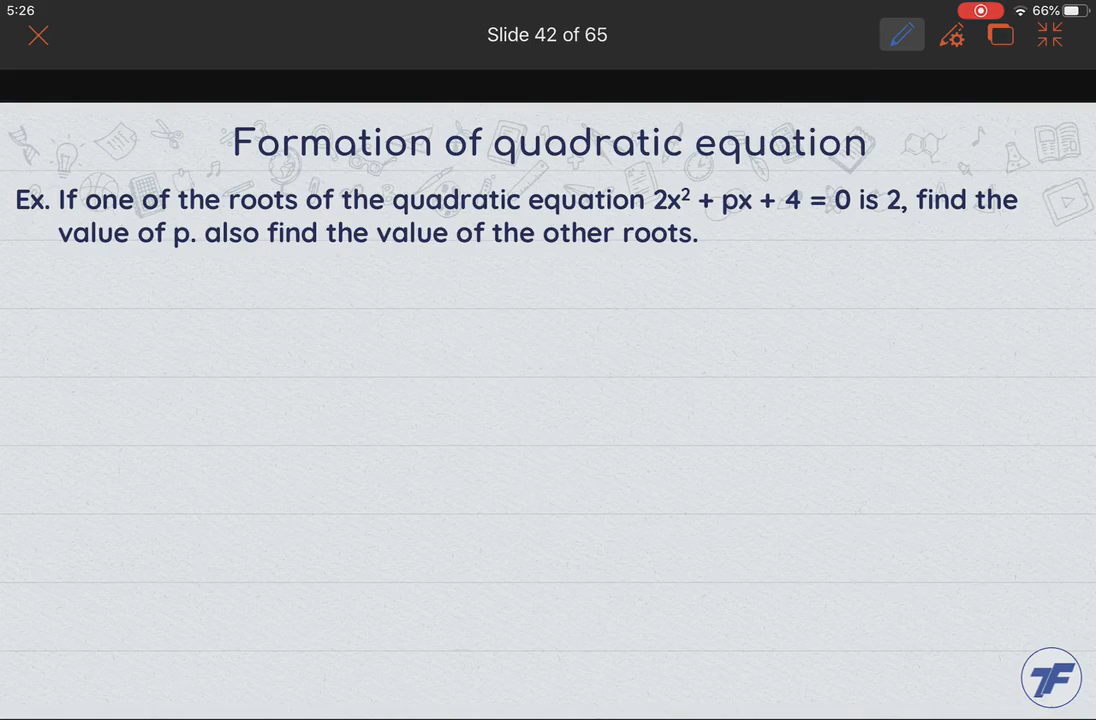 5:26
66%
Slide 42 of 65
Formation of quadratic equation
Ex. If one of the roots of the quadratic equation 2x² + px + 4 = 0 is 2, find the
value of p. also find the value of the other roots.
TF